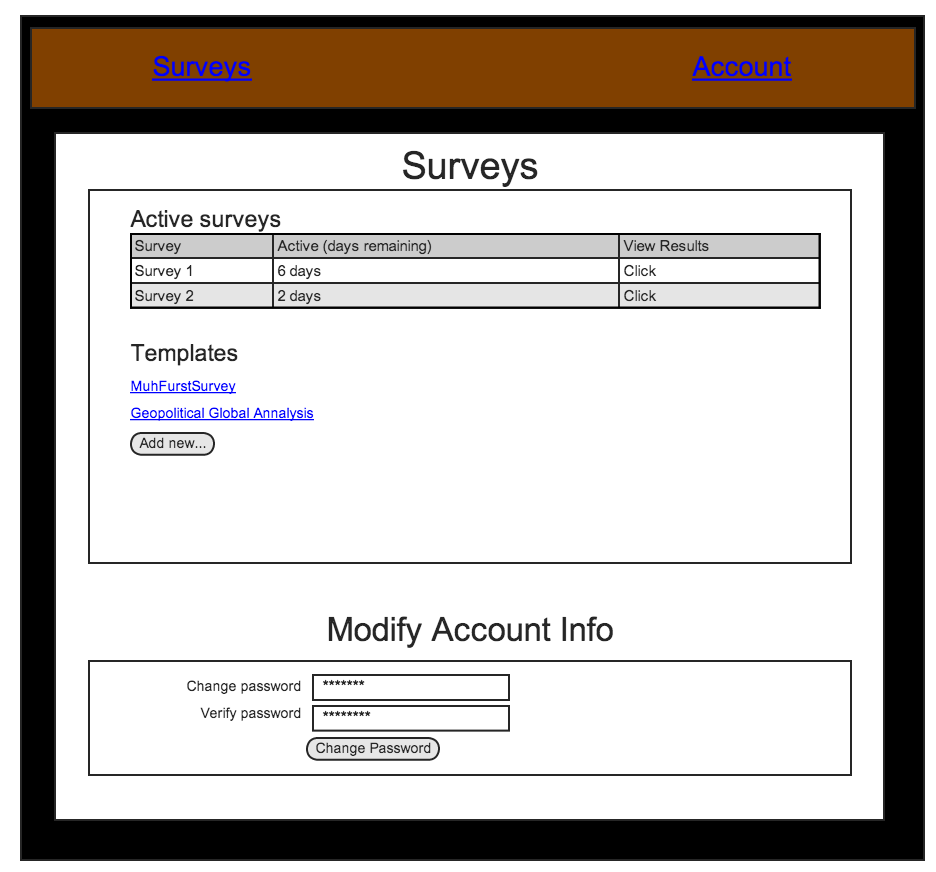 Surveys Account
Surveys
Active surveys
Survey Active (days remaining) View Results
Survey 1 6 days Click
Survey 2 2 days Click
Templates
MuhFurstSurvey
Geopolitical Global Annalysis
Add new...
Modify Account Info
Change password *******
Verify password ********
Change Password